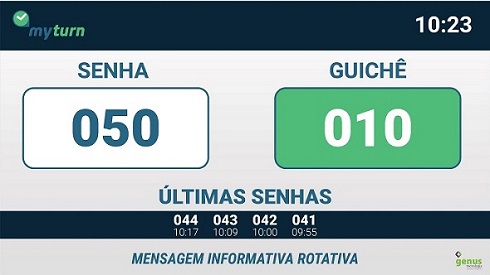 myturn
10:23
SENHA
GUICHÊ
050
010
ÚLTIMAS SENHAS
044 043 042 041
10:17 10:09 10:00 09:55
MENSAGEM INFORMATIVA ROTATIVA
genus